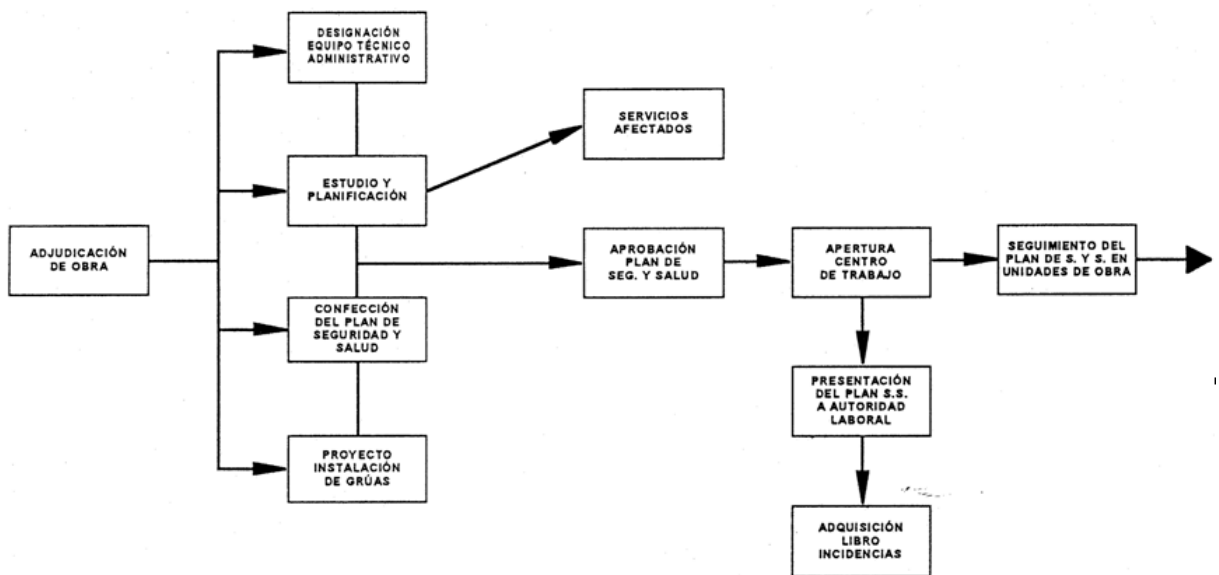 ADJUDICACIÓN
DE OBRA
DESIGNACIÓN
EQUIPO TÉCNICO
ADMINISTRATIVO
ESTUDIO Y
PLANIFICACIÓN
CONFECCIÓN
DEL PLAN DE
SEGURIDAD Y
SALUD
PROYECTO
INSTALACIÓN
DE GRÚAS
SERVICIOS
AFECTADOS
APROBACIÓN
PLAN DE
SEG. Y SALUD
APERTURA
CENTRO
DE TRABAJO
PRESENTACIÓN
DEL PLAN S.S.
A AUTORIDAD
LABORAL
ADQUISICIÓN
LIBRO
INCIDENCIAS
SEGUIMIENTO DEL
PLAN DE S. Y S. EN
UNIDADES DE OBRA